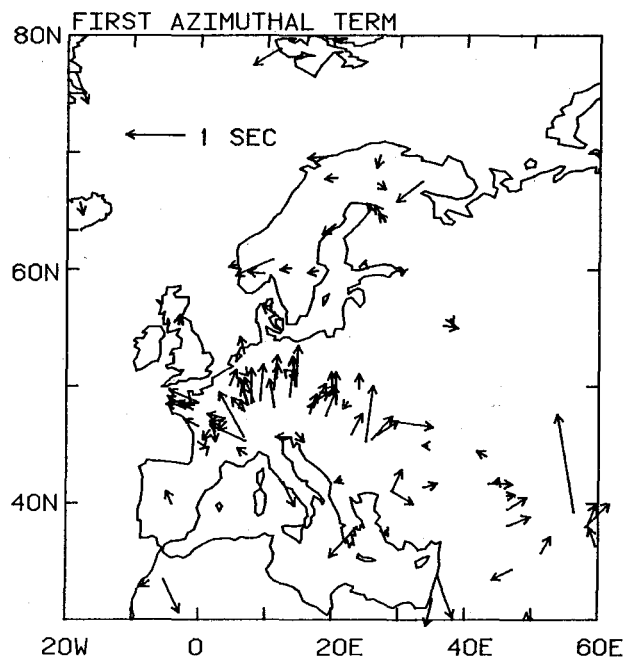 FIRST AZIMUTHAL TERM
80N
1 SEC
60N
40N
20W 0 20E 40E 60E